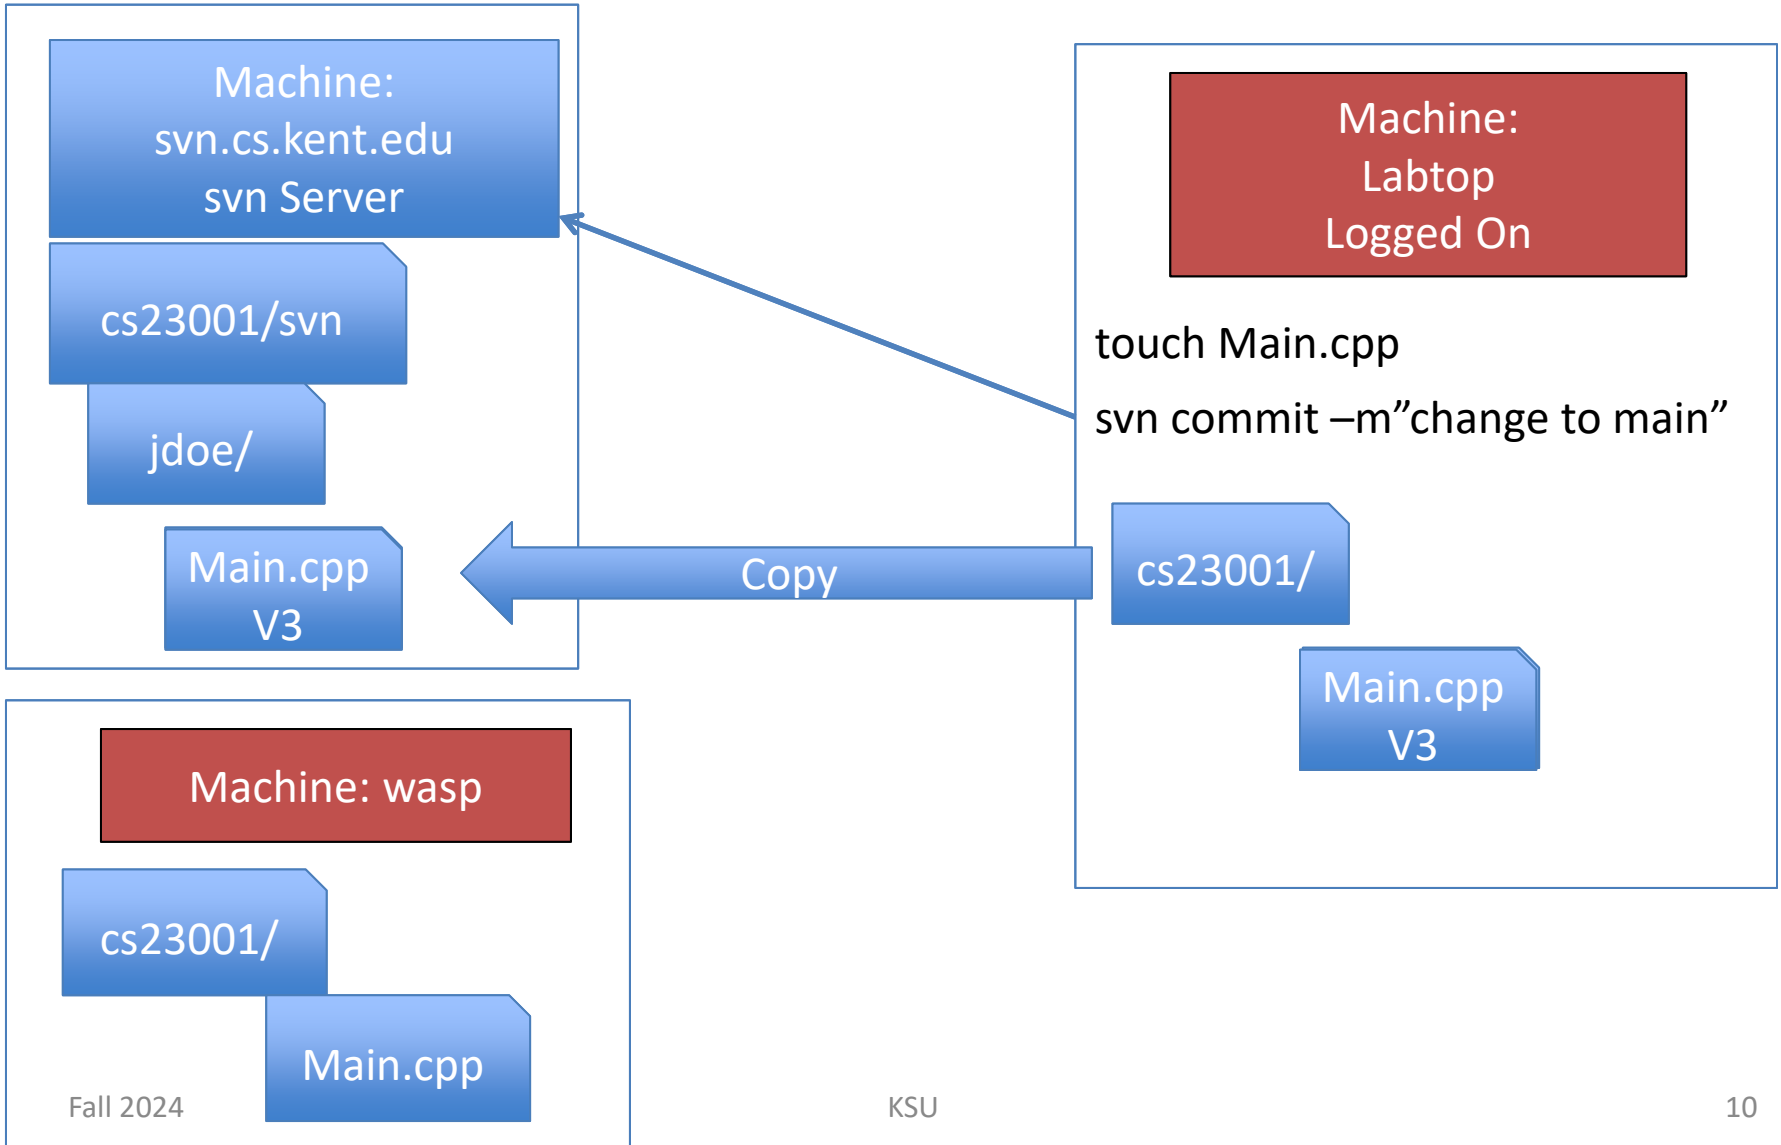 Machine:
svn.cs.kent.edu
svn Server
cs23001/svn
jdoe/
Main.cpp
V3
Copy
Machine:
Labtop
Logged On
touch Main.cpp
svn commit –m”change to main”
cs23001/
Main.cpp
V3
Machine: wasp
cs23001/
Main.cpp
Fall 2024
KSU
10